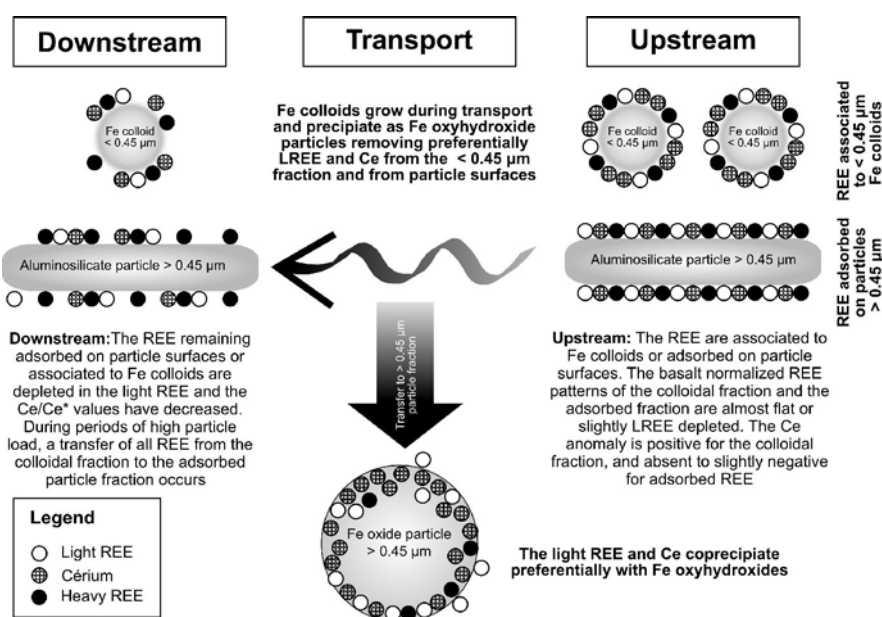 Downstream
Transport
Upstream
Fe colloid
< 0.45 µm
Fe colloids grow during transport
and precipiate as Fe oxyhydroxide
particles removing preferentially
LREE and Ce from the < 0.45 µm
fraction and from particle surfaces
Fe colloid
< 0.45 µm
Fe colloid
< 0.45 µm
REE associated
to < 0.45 µm
Fe colloids
Aluminosilicate particle > 0.45 µm
Aluminosilicate particle > 0.45 µm
REE adsorbed
on particles
> 0.45 µm
Downstream:The REE remaining
adsorbed on particle surfaces or
associated to Fe colloids are
depleted in the light REE and the
Ce/Ce* values have decreased.
During periods of high particle
load, a transfer of all REE from the
colloidal fraction to the adsorbed
particle fraction occurs
Transfer to > 0.45 µm
particle fraction
Upstream: The REE are associated to
Fe colloids or adsorbed on particle
surfaces. The basalt normalized REE
patterns of the colloidal fraction and the
adsorbed fraction are almost flat or
slightly LREE depleted. The Ce
anomaly is positive for the colloidal
fraction, and absent to slightly negative
for adsorbed REE
Legend
Light REE
Cérium
Heavy REE
Fe oxide particle
> 0.45 µm
The light REE and Ce coprecipiate
preferentially with Fe oxyhydroxides